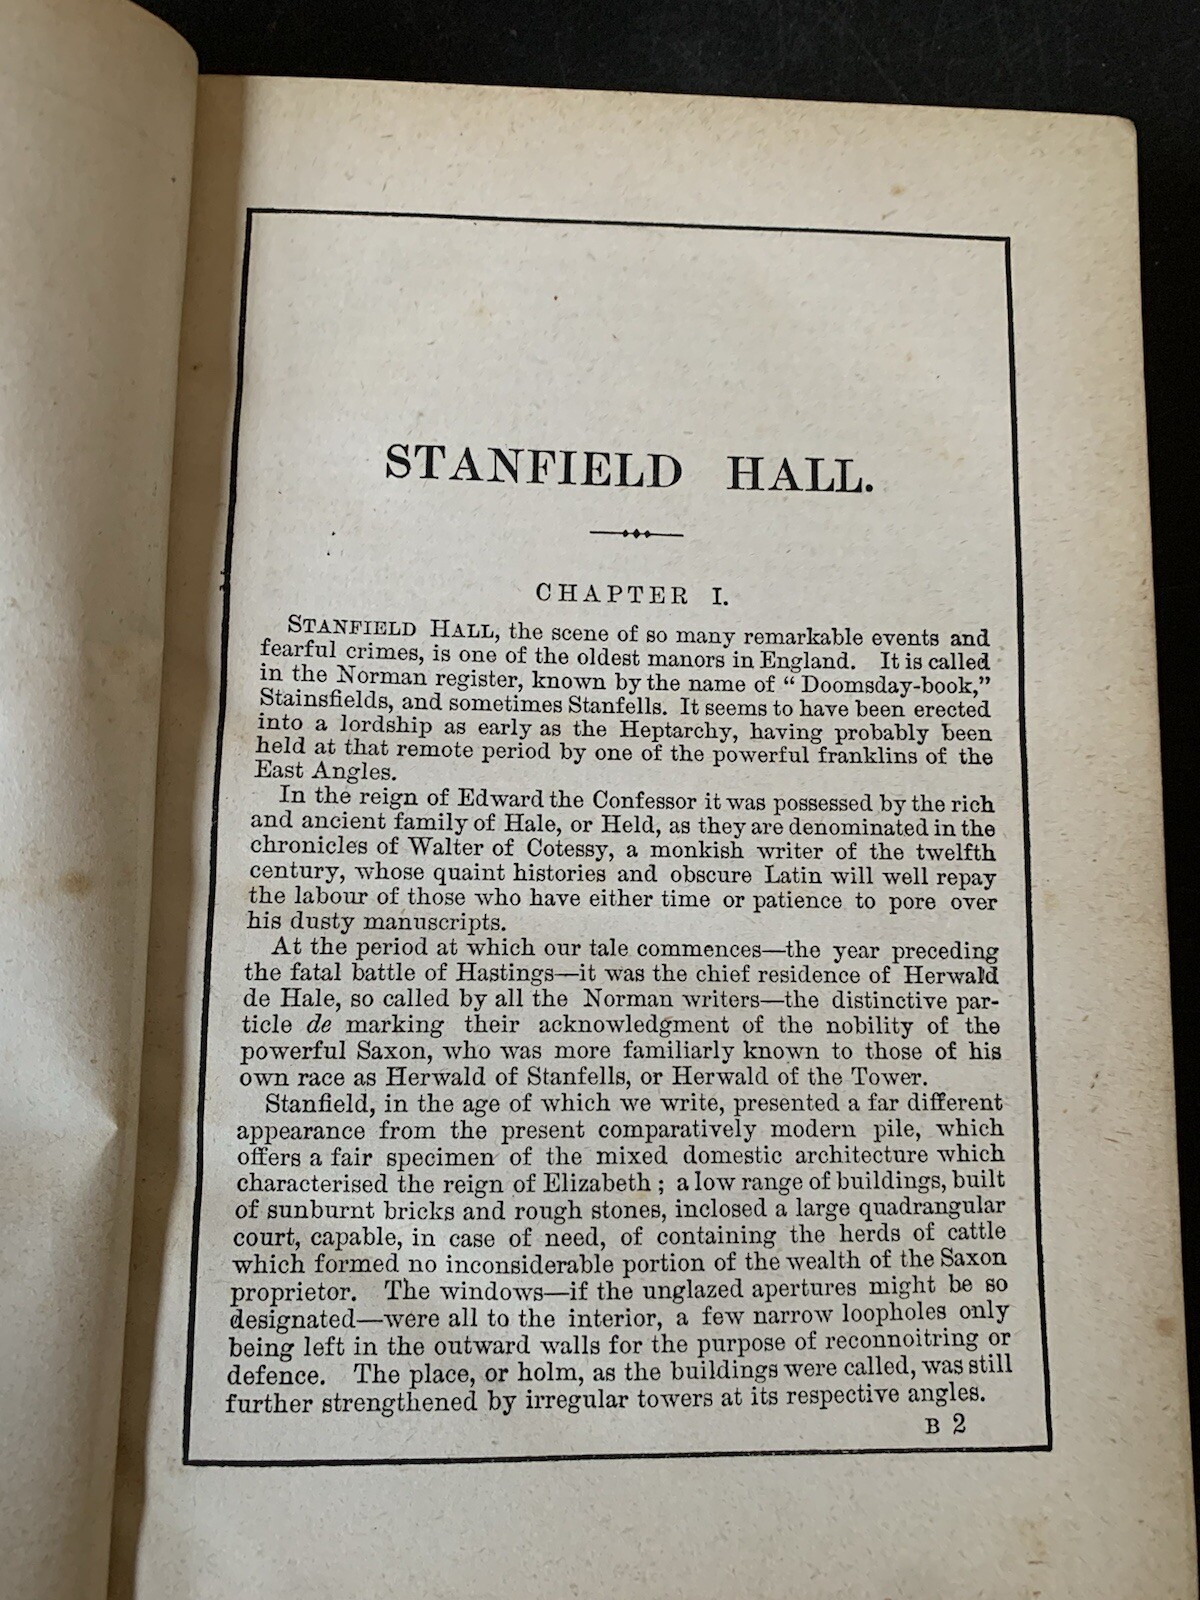 STANFIELD HALL.
CHAPTER I.
STANFIELD HALL, the scene of so many remarkable events and
fearful crimes, is one of the oldest manors in England. It is called
in the Norman register, known by the name of “Doomsday-book,”
Stainsfields, and sometimes Stanfells. It seems to have been erected
into a lordship as early as the Heptarchy, having probably been
held at that remote period by one of the powerful franklins of the
East Angles.
In the reign of Edward the Confessor it was possessed by the rich
and ancient family of Hale, or Held, as they are denominated in the
chronicles of Walter of Cotessy, a monkish writer of the twelfth
century, whose quaint histories and obscure Latin will well repay
the labour of those who have either time or patience to pore over
his dusty manuscripts.
At the period at which our tale commences—the year preceding
the fatal battle of Hastings—it was the chief residence of Herwald
de Hale, so called by all the Norman writers—the distinctive par-
ticle de marking their acknowledgment of the nobility of the
powerful Saxon, who was more familiarly known to those of his
own race as Herwald of Stanfells, or Herwald of the Tower.
Stanfield, in the age of which we write, presented a far different
appearance from the present comparatively modern pile, which
offers a fair specimen of the mixed domestic architecture which
characterised the reign of Elizabeth; a low range of buildings, built
of sunburnt bricks and rough stones, inclosed a large quadrangular
court, capable, in case of need, of containing the herds of cattle
which formed no inconsiderable portion of the wealth of the Saxon
proprietor. The windows—if the unglazed apertures might be so
designated—were all to the interior, a few narrow loopholes only
being left in the outward walls for the purpose of reconnoitring or
defence. The place, or holm, as the buildings were called, was still
further strengthened by irregular towers at its respective angles.
B 2